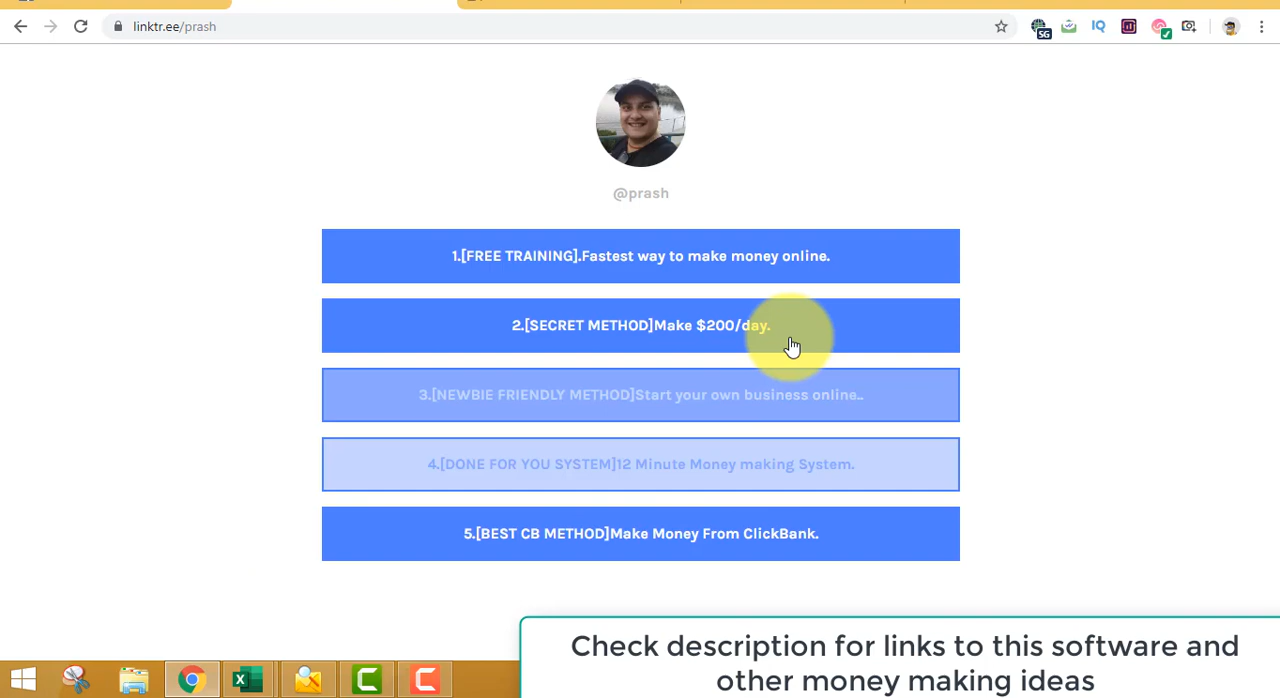 linktr.ee/prash
SG
IQ
@prash
1.[FREE TRAINING].Fastest way to make money online.
2.[SECRET METHOD]Make $200/day.
3.[NEWBIE FRIENDLY METHOD]Start your own business online..
4.[DONE FOR YOU SYSTEM]12 Minute Money making System.
5.[BEST CB METHOD]Make Money From ClickBank.
Check description for links to this software and
other money making ideas